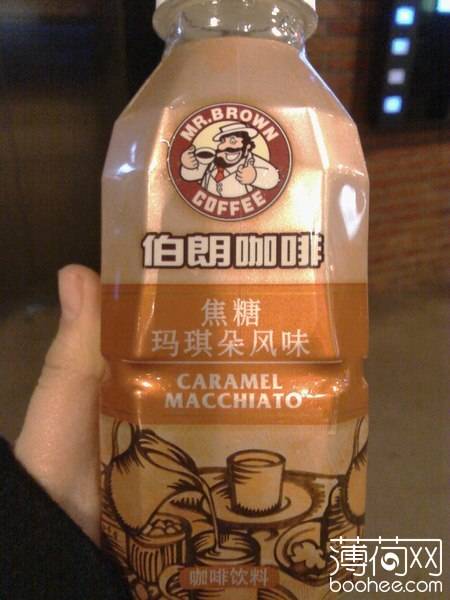 MR.BROWN
COFFEE
伯朗咖啡
焦糖
玛琪朵风味
CARAMEL
MACCHIATO
咖啡饮料
薄荷网
boohee.com